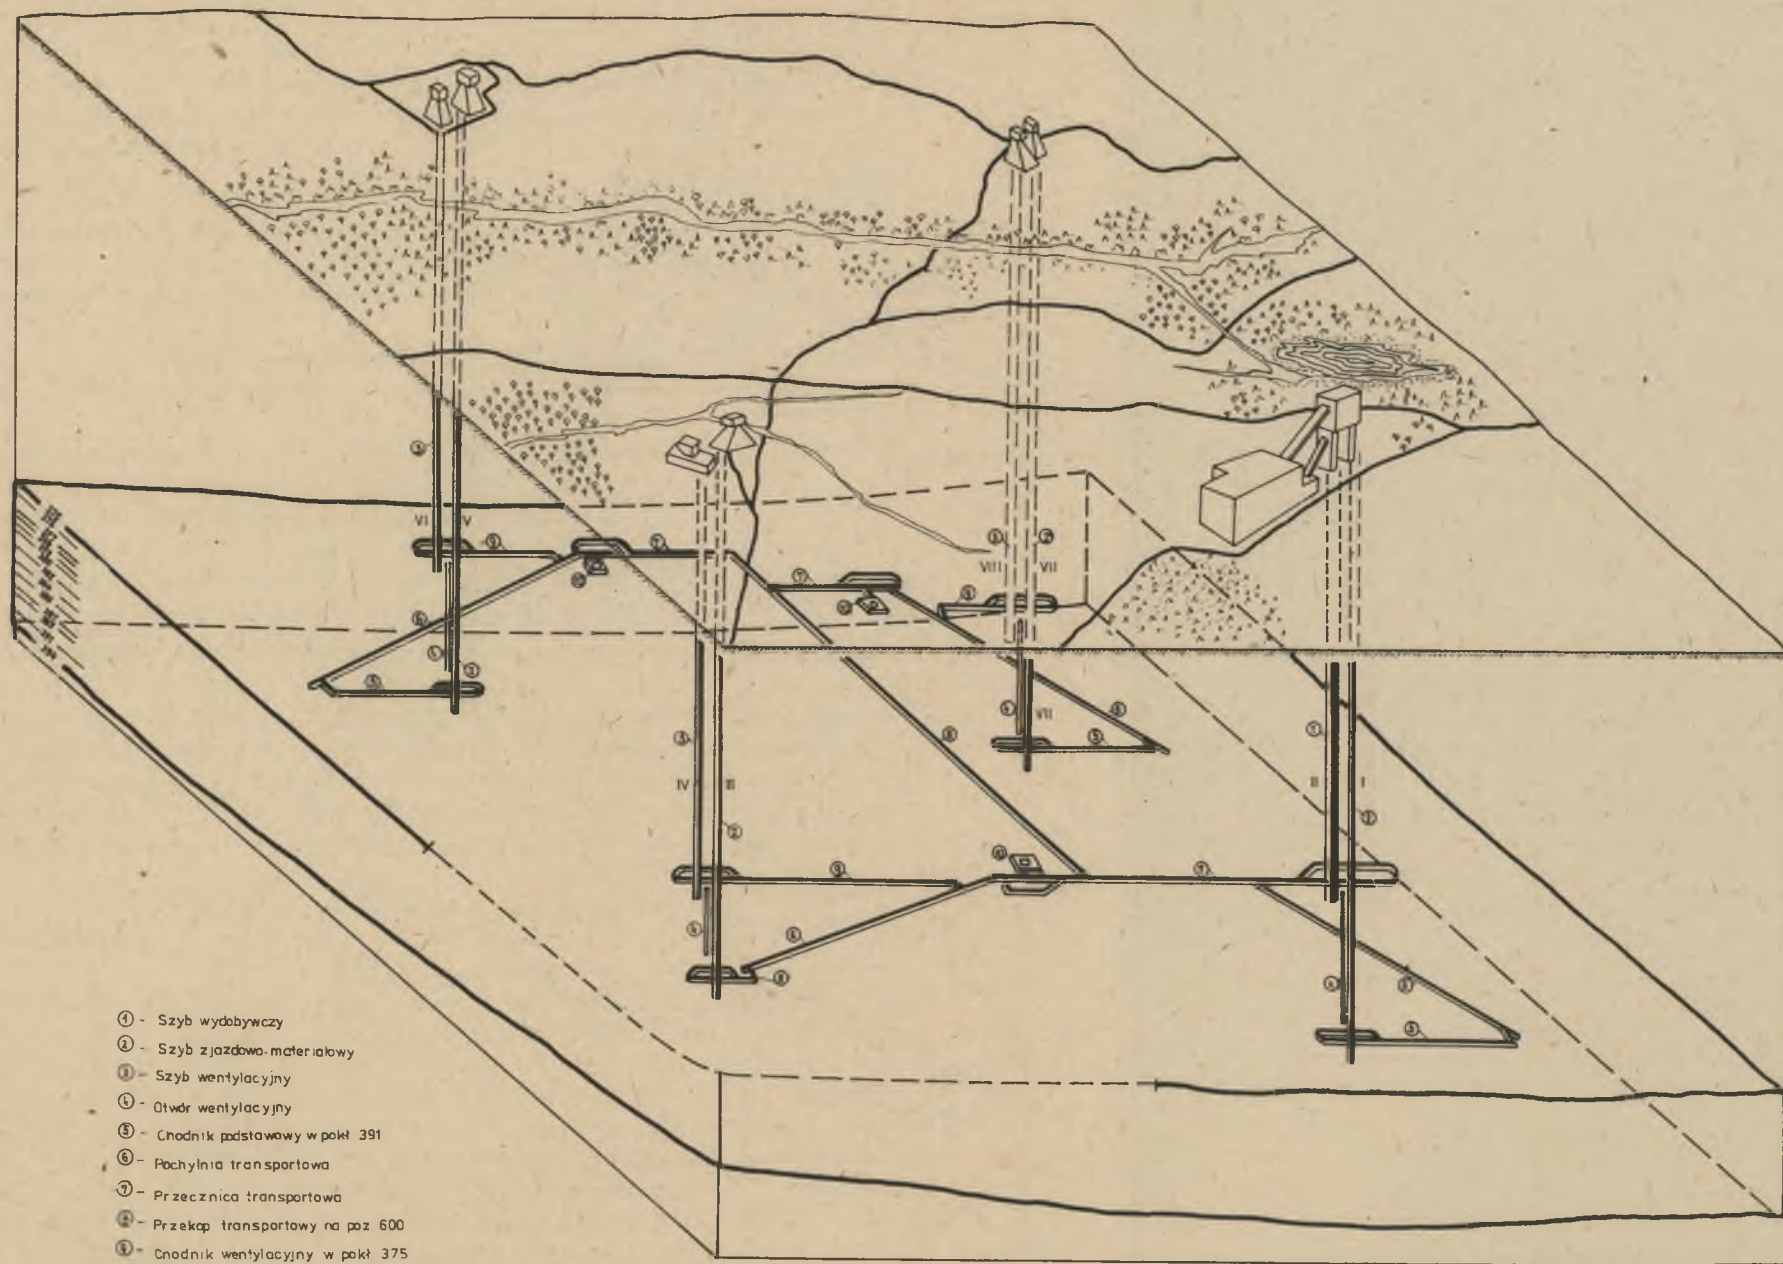 VI
V
VIII
VII
VII
IV
III
II
I
① - Szyb wydobywczy
② - Szyb zjazdowo-materiałowy
③ - Szyb wentylacyjny
④ - Otwór wentylacyjny
⑤ - Chodnik podstawowy w pokł 391
⑥ - Pochylnia transportowa
⑦ - Przecznica transportowa
⑧ - Przekop transportowy na poz 600
⑨ - Chodnik wentylacyjny w pokł 375